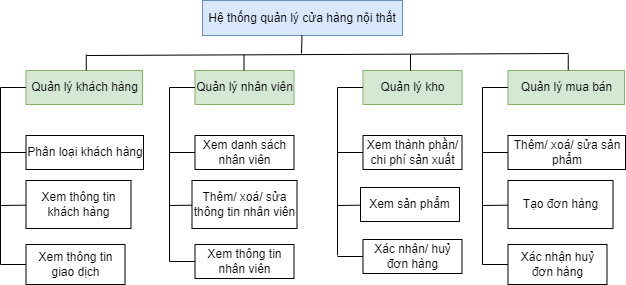 Hệ thống quản lý cửa hàng nội thất
Quản lý khách hàng
Quản lý nhân viên
Quản lý kho
Quản lý mua bán
Phân loại khách hàng
Xem danh sách
nhân viên
Xem thành phần/
chi phí sản xuất
Thêm/ xoá/ sửa sản
phẩm
Xem thông tin
khách hàng
Thêm/ xoá/ sửa
thông tin nhân viên
Xem sản phẩm
Tạo đơn hàng
Xem thông tin
giao dịch
Xem thông tin
nhân viên
Xác nhận/ huỷ
đơn hàng
Xác nhận huỷ
đơn hàng